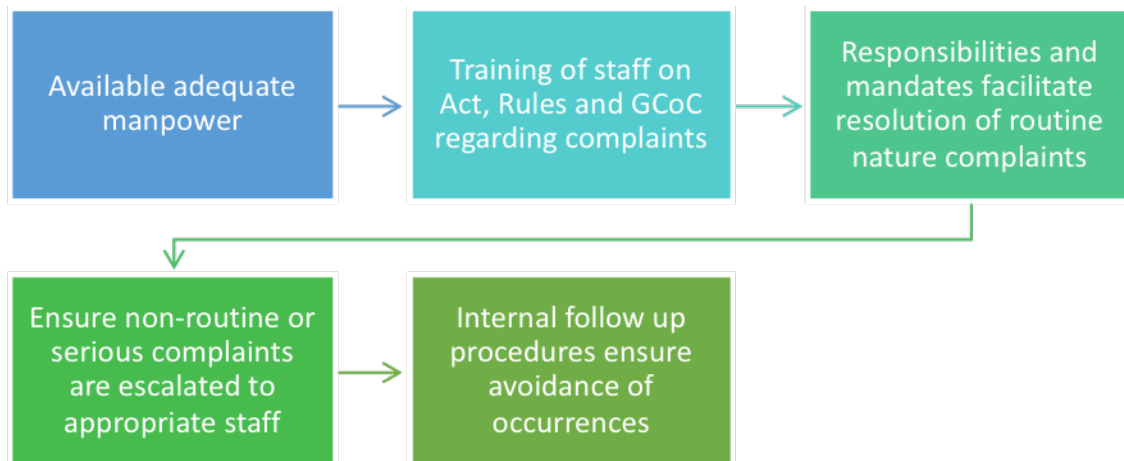 Available adequate
manpower
Training of staff on
Act, Rules and GCoC
regarding complaints
Responsibilities and
mandates facilitate
resolution of routine
nature complaints
Ensure non-routine or
serious complaints
are escalated to
appropriate staff
Internal follow up
procedures ensure
avoidance of
occurrences